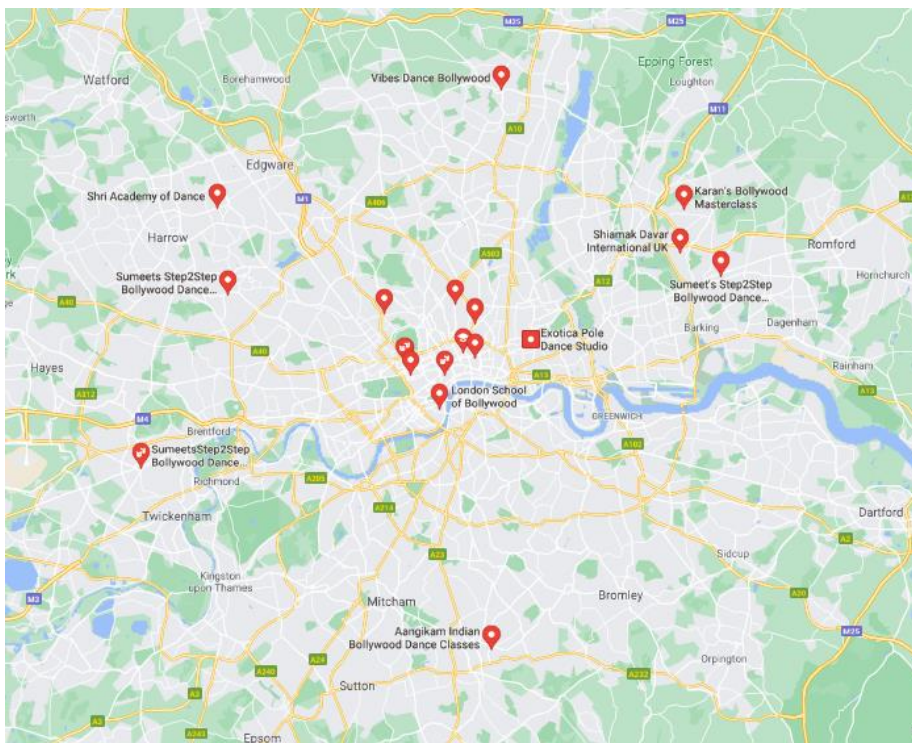 M25
M25
Epping Forest
Watford
Borehamwood
Vibes Dance Bollywood
Loughton
M11
A10
Edgware
Shri Academy of Dance
M1
A406
Karan's Bollywood
Masterclass
Harrow
Shiamak Davar
International UK
Romford
Sumeets Step2Step
Bollywood Dance...
A503
Sumeet's Step2Step
Bollywood Dance...
Hornchurch
A12
A40
Barking
Dagenham
Exotica Pole
Dance Studio
A40
Hayes
A13
Rainham
A312
London School
of Bollywood
A13
M4
Brentford
GREENWICH
SumeetsStep2Step
Bollywood Dance...
A102
Richmond
A205
A214
Twickenham
Dartford
A2
A23
Sidcup
Kingston
upon Thames
M3
Mitcham
Bromley
A20
Aangikam Indian
Bollywood Dance Classes
M25
A24
Orpington
A240
A232
Sutton
A3
A3
A243
Epsom